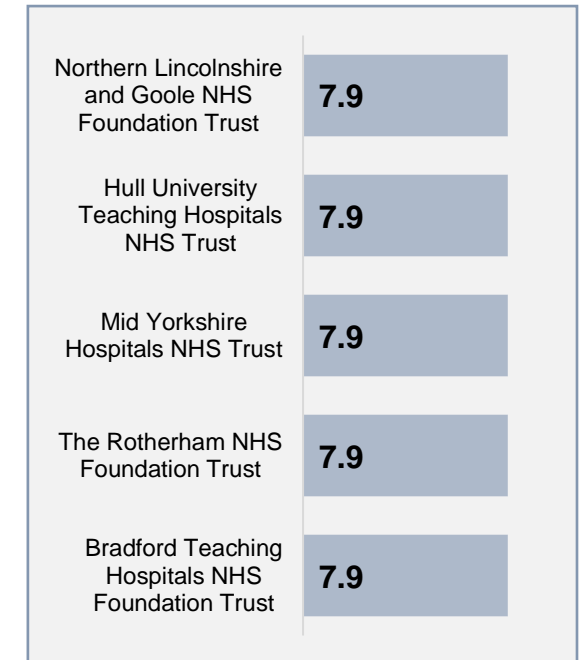 Northern Lincolnshire
and Goole NHS
Foundation Trust
7.9
Hull University
Teaching Hospitals
NHS Trust
7.9
Mid Yorkshire
Hospitals NHS Trust
7.9
The Rotherham NHS
Foundation Trust
7.9
Bradford Teaching
Hospitals NHS
Foundation Trust
7.9